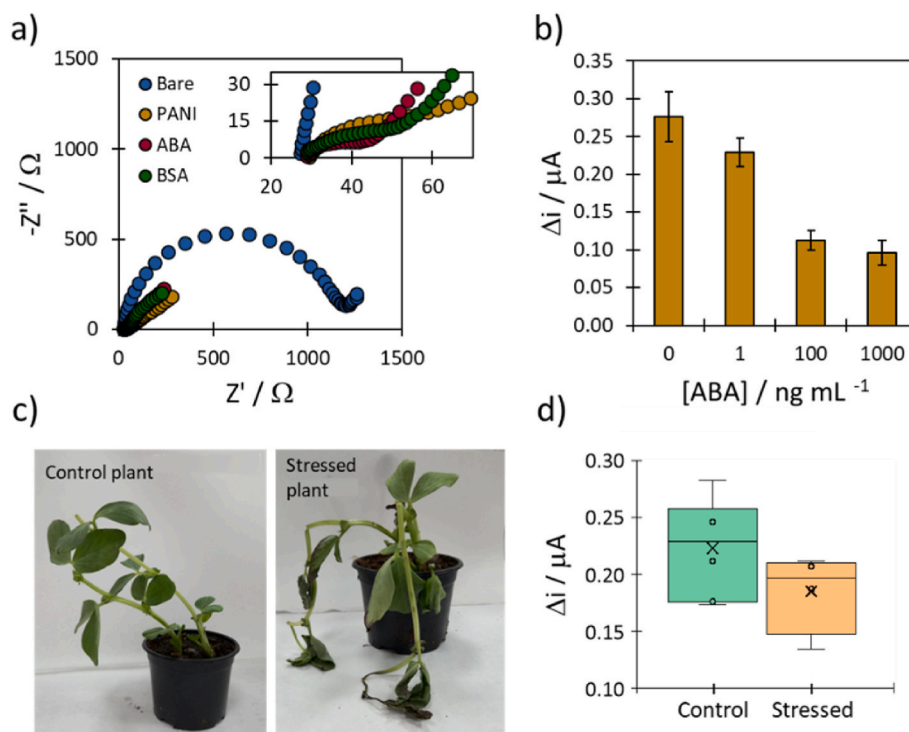 a)
1500
1000
500
0
-Z" / Ω
0
500
1000
1500
Z' / Ω
Bare
PANI
ABA
BSA
30
15
0
20
40
60
b)
0.35
0.30
0.25
0.20
0.15
0.10
0.05
0.00
Δi / μA
0
1
100
1000
[ABA] / ng mL ⁻¹
c)
Control plant
Stressed
plant
d)
0.30
0.25
0.20
0.15
0.10
Δi / μA
Control
Stressed